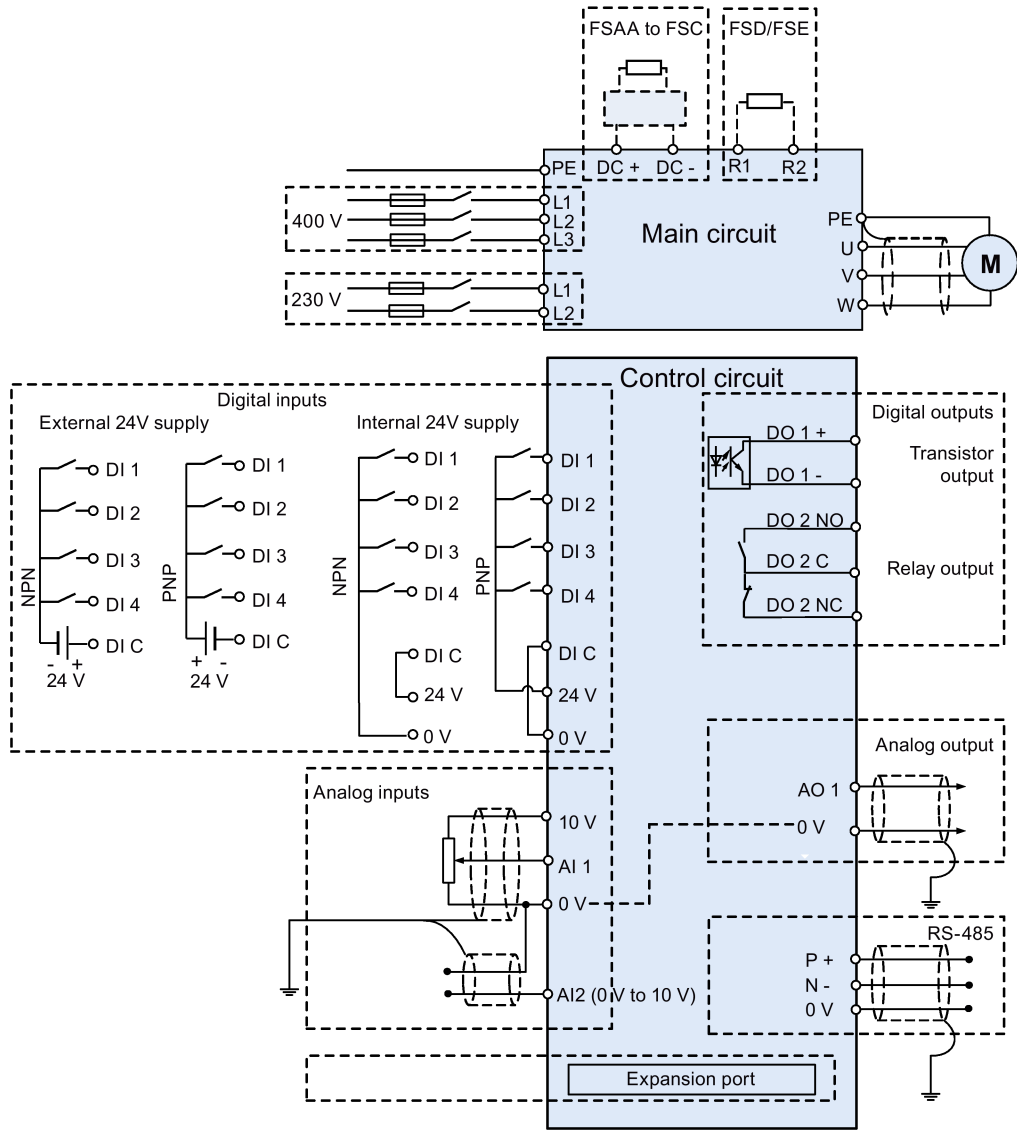 FSAA to FSC
FSD/FSE
PE
DC +
DC -
R1
R2
400 V
L1
L2
L3
Main circuit
PE
U
V
W
M
230 V
L1
L2
Control circuit
Digital inputs
External 24V supply
Internal 24V supply
NPN
DI 1
DI 2
DI 3
DI 4
DI C
- +
24 V
PNP
DI 1
DI 2
DI 3
DI 4
DI C
+ -
24 V
NPN
DI 1
DI 2
DI 3
DI 4
DI C
24 V
0 V
PNP
DI 1
DI 2
DI 3
DI 4
DI C
24 V
0 V
Digital outputs
DO 1 +
Transistor
output
DO 1 -
DO 2 NO
DO 2 C
Relay output
DO 2 NC
Analog inputs
10 V
AI 1
0 V
AI2 (0 V to 10 V)
Analog output
AO 1
0 V
RS-485
P +
N -
0 V
Expansion port